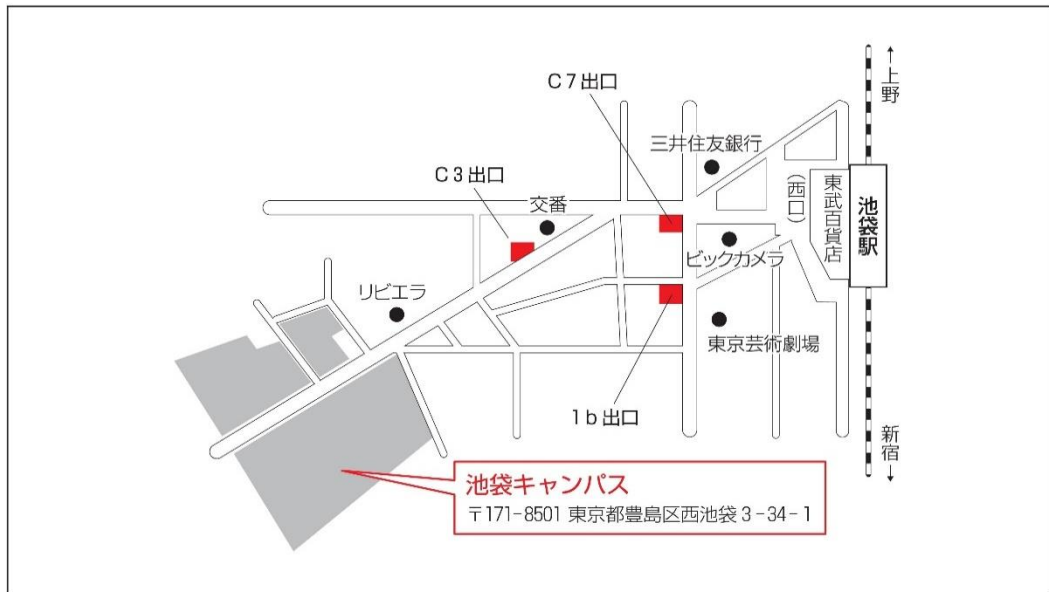 ↑上野
C7出口
三井住友銀行
C3出口
交番
(西口)
東武百貨店
池袋駅
ビックカメラ
リビエラ
東京芸術劇場
1b出口
新宿↓
池袋キャンパス
〒171-8501 東京都豊島区西池袋3-34-1